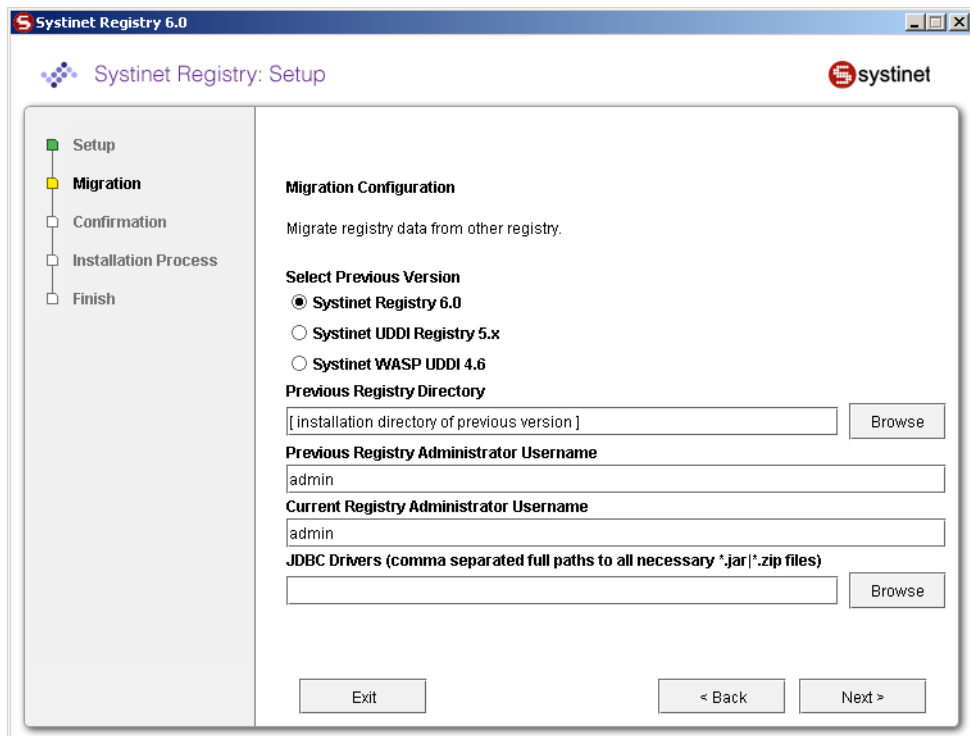 Systinet Registry 6.0
Systinet Registry: Setup
systinet
Setup
Migration
Confirmation
Installation Process
Finish
Migration Configuration
Migrate registry data from other registry.
Select Previous Version
Systinet Registry 6.0
Systinet UDDI Registry 5.x
Systinet WASP UDDI 4.6
Previous Registry Directory
[ installation directory of previous version ]
Browse
Previous Registry Administrator Username
admin
Current Registry Administrator Username
admin
JDBC Drivers (comma separated full paths to all necessary *.jar|*.zip files)
Browse
Exit
< Back
Next >